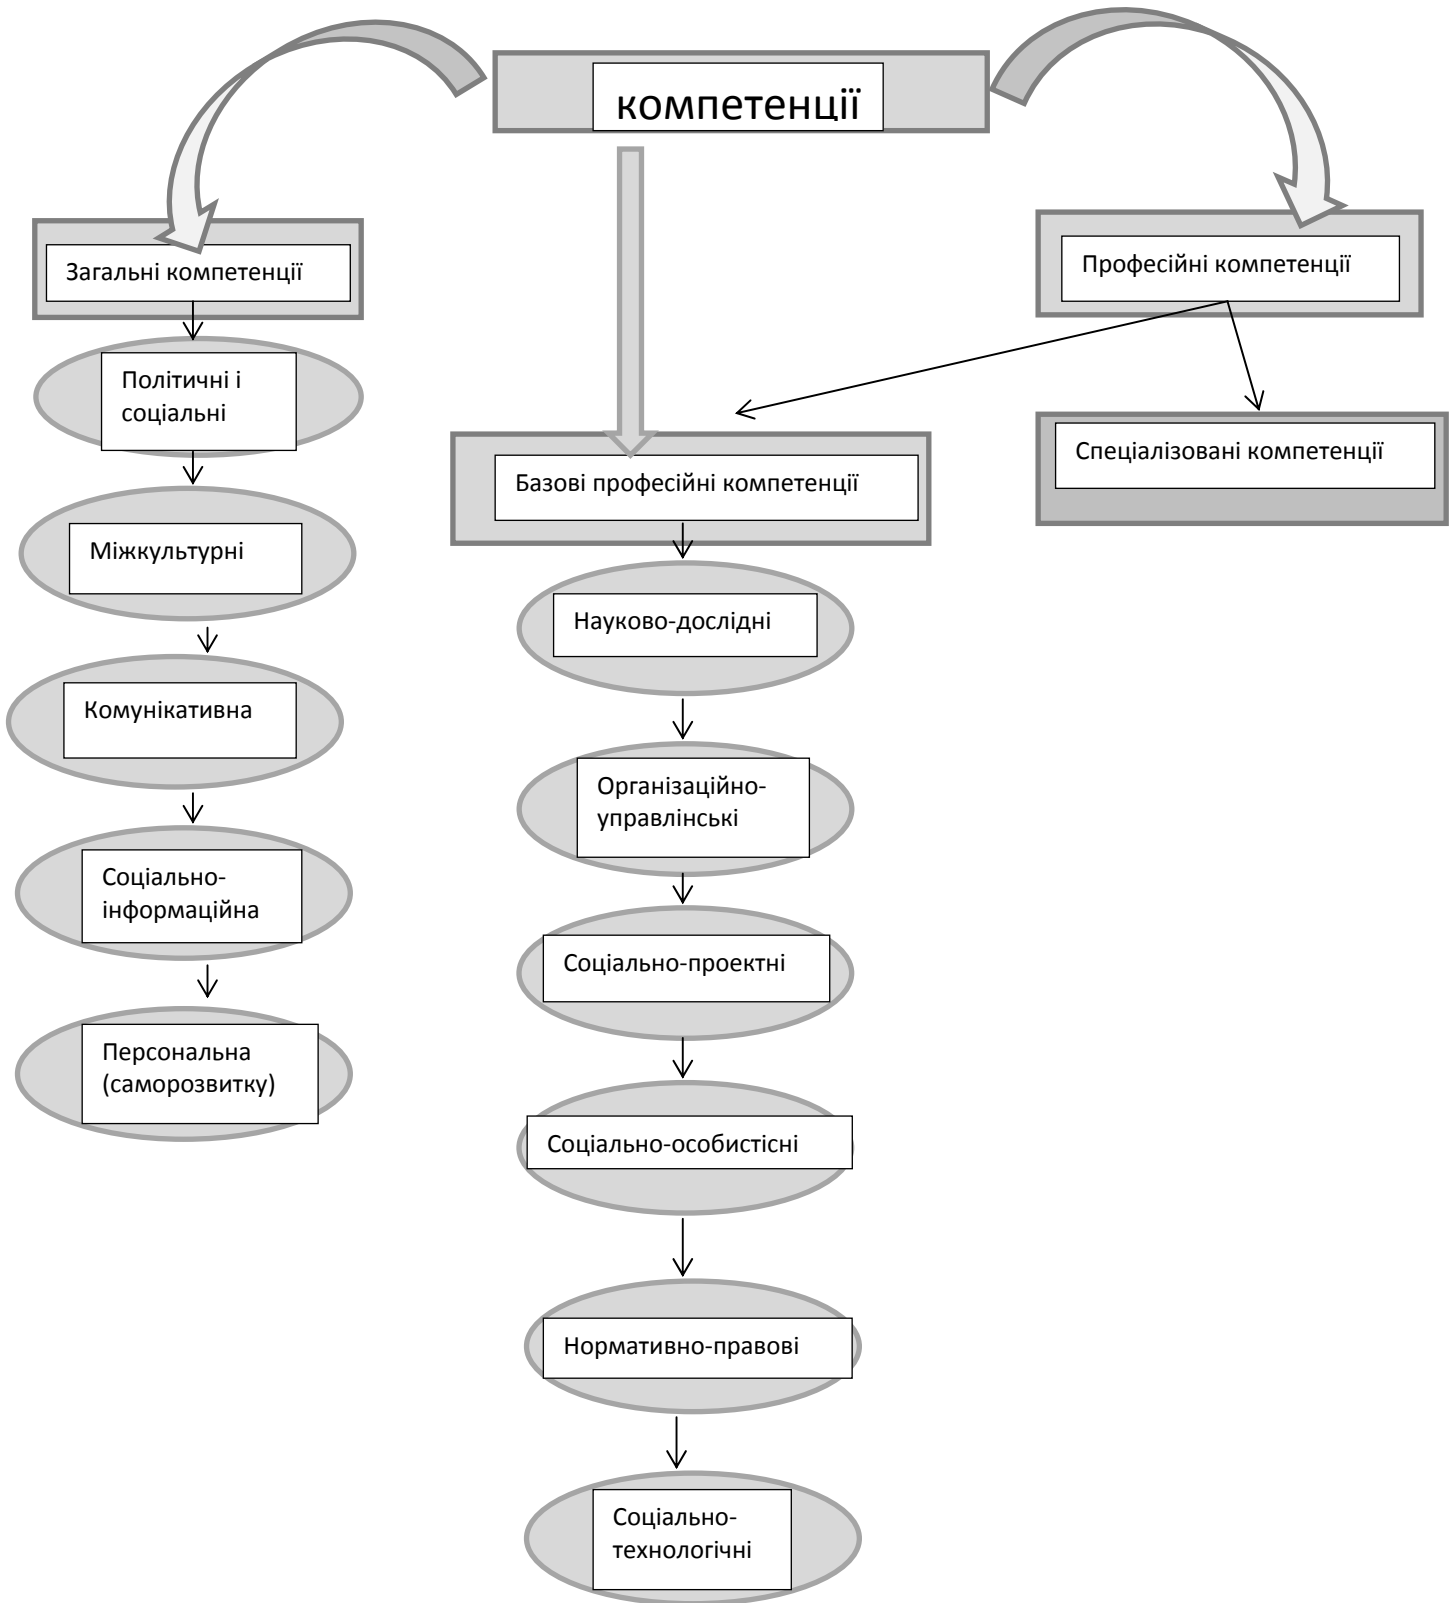 компетенції
Загальні компетенції
Професійні компетенції
Політичні і
соціальні
Базові професійні компетенції
Спеціалізовані компетенції
Міжкультурні
Науково-дослідні
Комунікативна
Організаційно-
управлінські
Соціально-
інформаційна
Соціально-проектні
Персональна
(саморозвитку)
Соціально-особистісні
Нормативно-правові
Соціально-
технологічні